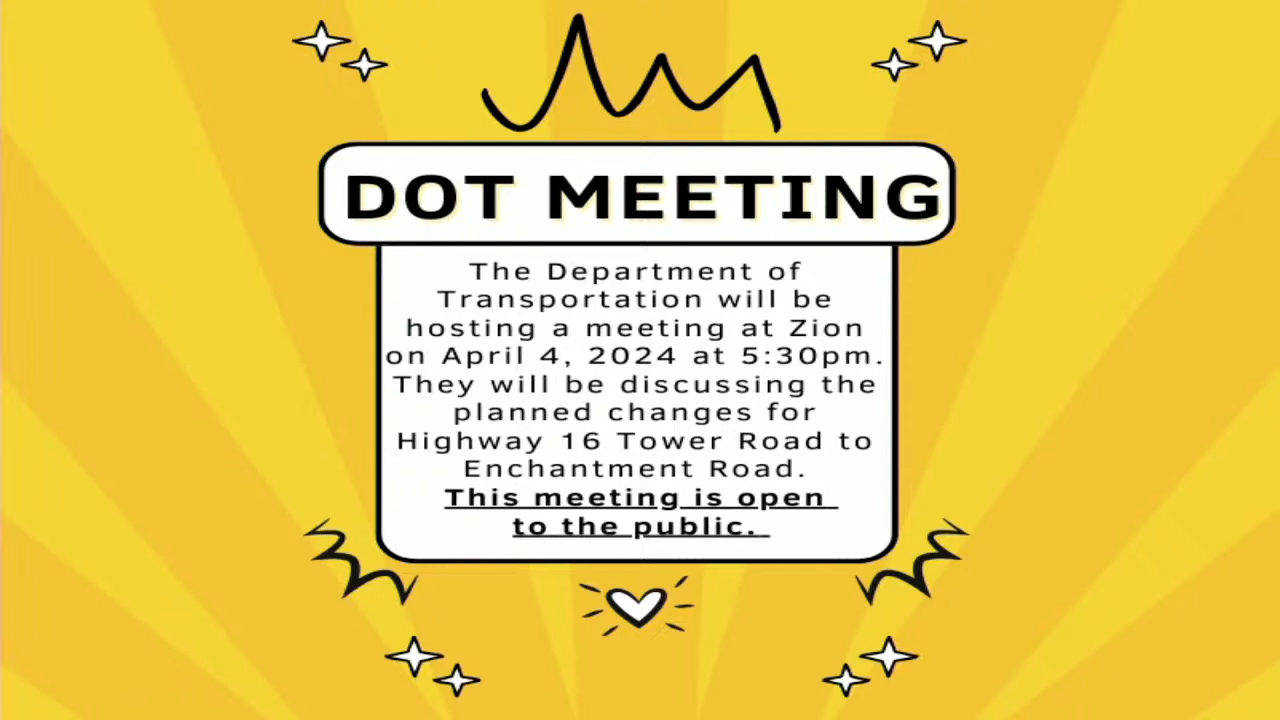 DOT MEETING
The Department of
Transportation will be
hosting a meeting at Zion
on April 4, 2024 at 5:30pm.
They will be discussing the
planned changes for
Highway 16 Tower Road to
Enchantment Road.
This meeting is open
to the public.